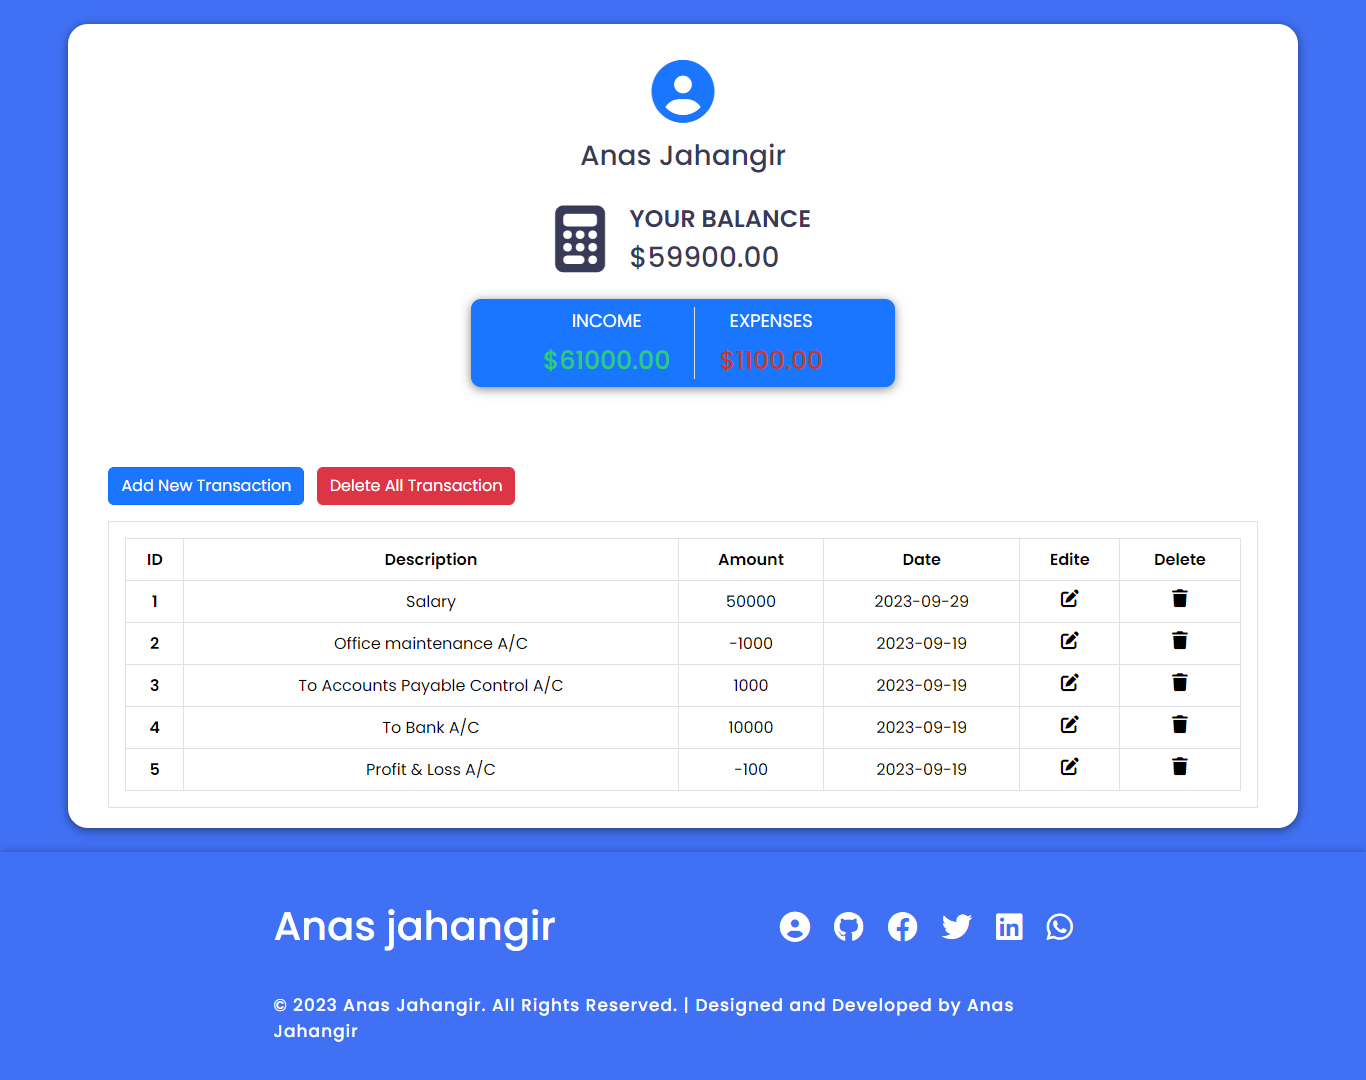 Anas Jahangir
YOUR BALANCE
$59900.00
INCOME EXPENSES
$61000.00 $1100.00
Add New Transaction Delete All Transaction
ID Description Amount Date Edite Delete
1 Salary 50000 2023-09-29
2 Office maintenance A/C -1000 2023-09-19
3 To Accounts Payable Control A/C 1000 2023-09-19
4 To Bank A/C 10000 2023-09-19
5 Profit & Loss A/C -100 2023-09-19
Anas jahangir
© 2023 Anas Jahangir. All Rights Reserved. | Designed and Developed by Anas
Jahangir